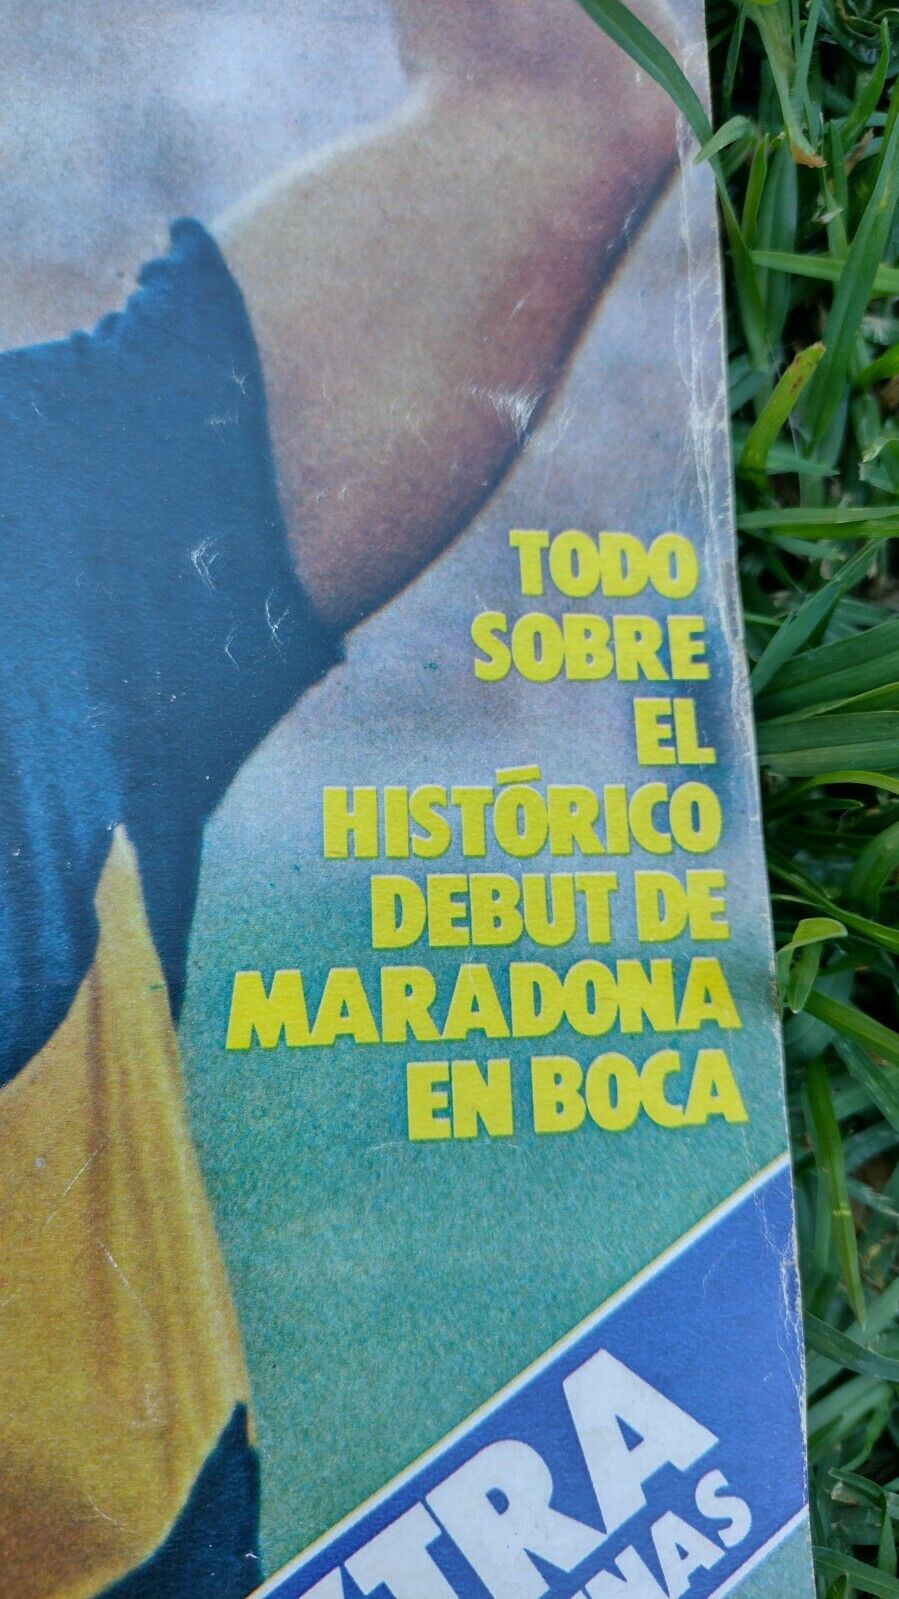 TODO
SOBRE
EL
HISTÓRICO
DEBUT DE
MARADONA
EN BOCA